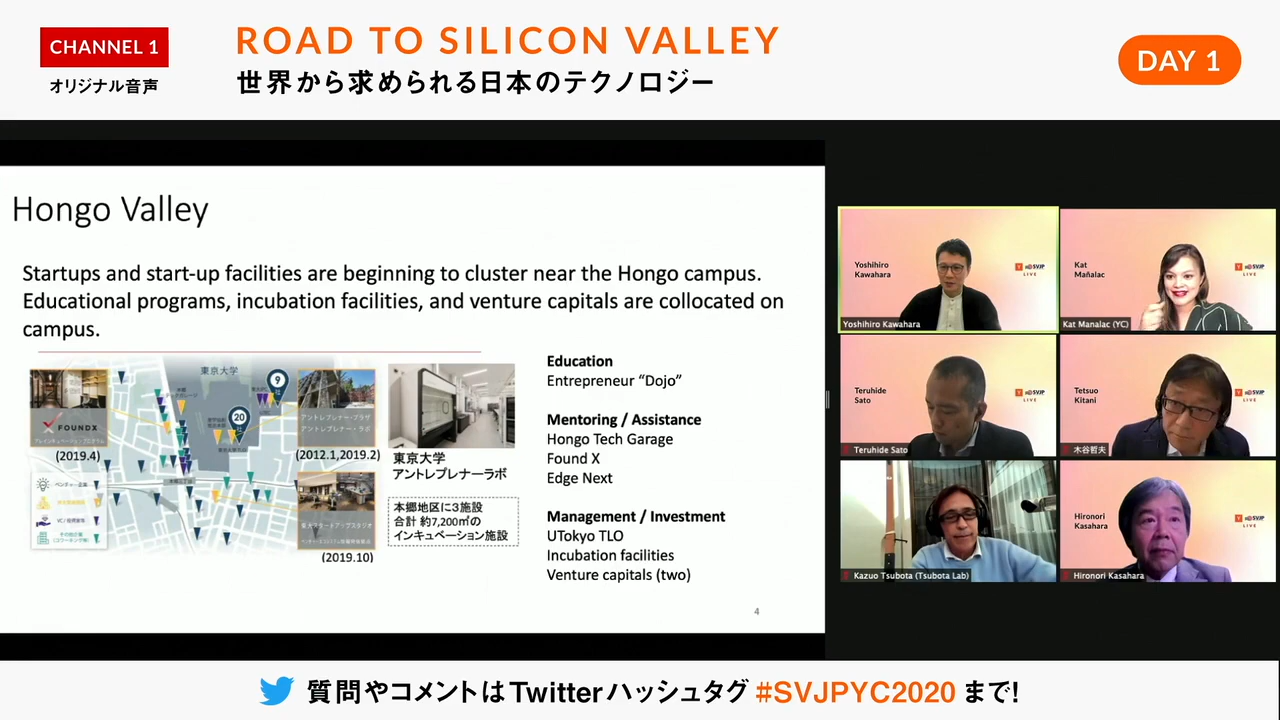 CHANNEL 1
オリジナル音声
ROAD TO SILICON VALLEY
世界から求められる日本のテクノロジー
DAY 1
Hongo Valley
Startups and start-up facilities are beginning to cluster near the Hongo campus.
Educational programs, incubation facilities, and venture capitals are collocated on
campus.
東京大学
9
20
FOUNDX
(2019.4)
アントレプレナー・プラザ
アントレプレナー・ラボ
(2012.1,2019.2)
(2019.10)
ベンチャー企業
東京大学
アントレプレナーラボ
本郷地区に3施設
合計 約7,200㎡の
インキュベーション施設
Education
Entrepreneur “Dojo”
Mentoring / Assistance
Hongo Tech Garage
Found X
Edge Next
Management / Investment
UTokyo TLO
Incubation facilities
Venture capitals (two)
4
Yoshihiro
Kawahara
Yoshihiro Kawahara
Kat
Mañalac
Kat Manalac (YC)
Teruhide
Sato
Teruhide Sato
Tetsuo
Kitani
木谷哲夫
Kazuo Tsubota (Tsubota Lab)
Hironori
Kasahara
Hironori Kasahara
質問やコメントはTwitterハッシュタグ #SVJPYC2020 まで!